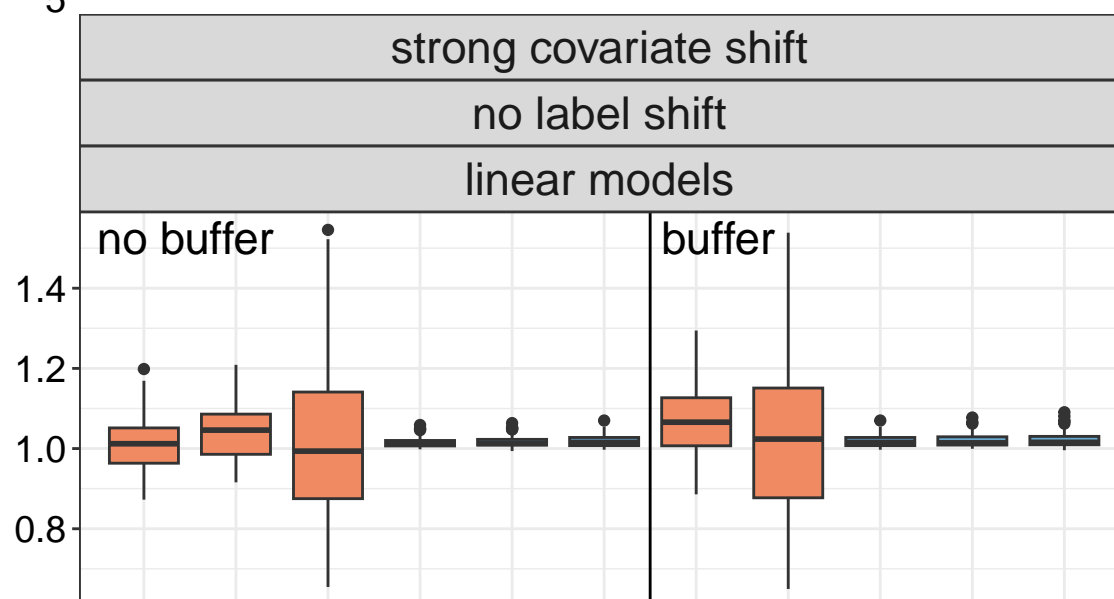 strong covariate shift
no label shift
linear models
no buffer
buffer
1.4
1.2
1.0
0.8